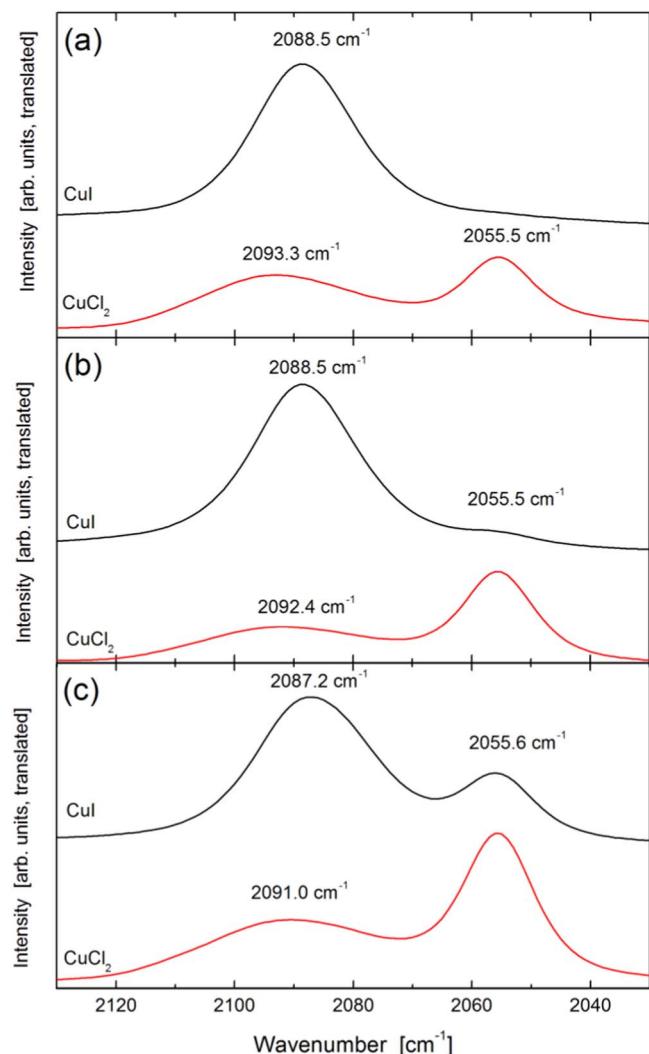 (a)
2088.5 cm⁻¹
CuI
2093.3 cm⁻¹
2055.5 cm⁻¹
CuCl₂
Intensity [arb. units, translated]
(b)
2088.5 cm⁻¹
CuI
2055.5 cm⁻¹
2092.4 cm⁻¹
CuCl₂
Intensity [arb. units, translated]
(c)
2087.2 cm⁻¹
2055.6 cm⁻¹
CuI
2091.0 cm⁻¹
CuCl₂
Intensity [arb. units, translated]
2120 2100 2080 2060 2040
Wavenumber [cm⁻¹]